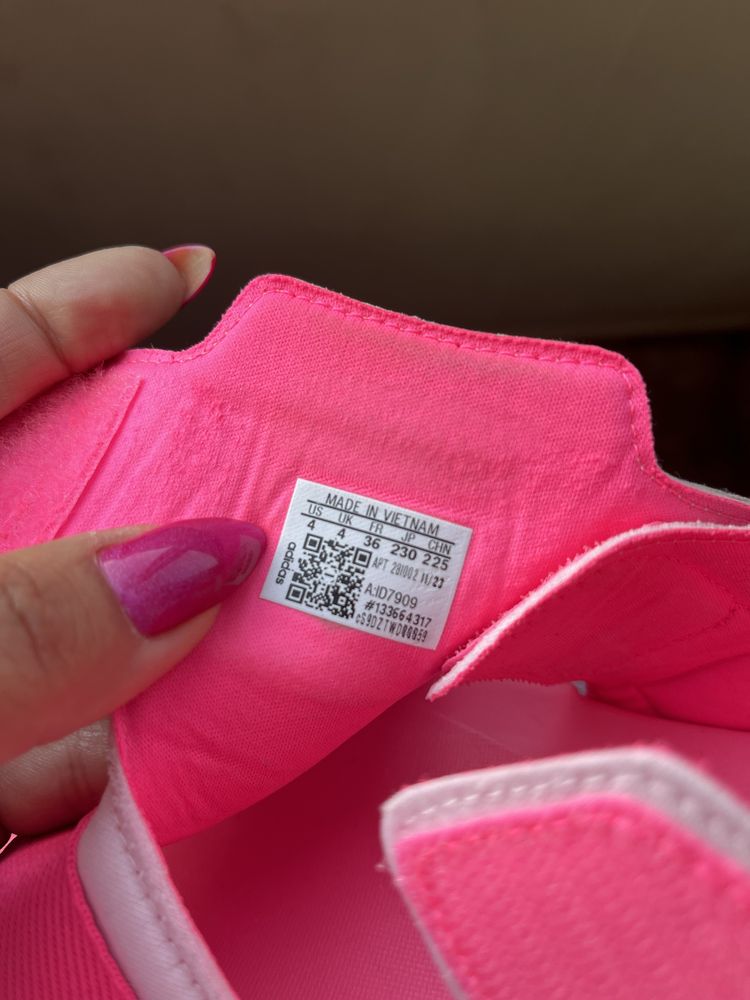 MADE IN VIETNAM
US UK FR JP CHN
4 4 36 230 225
adidas
APT 281002 11/23
A:ID7909
#133664317